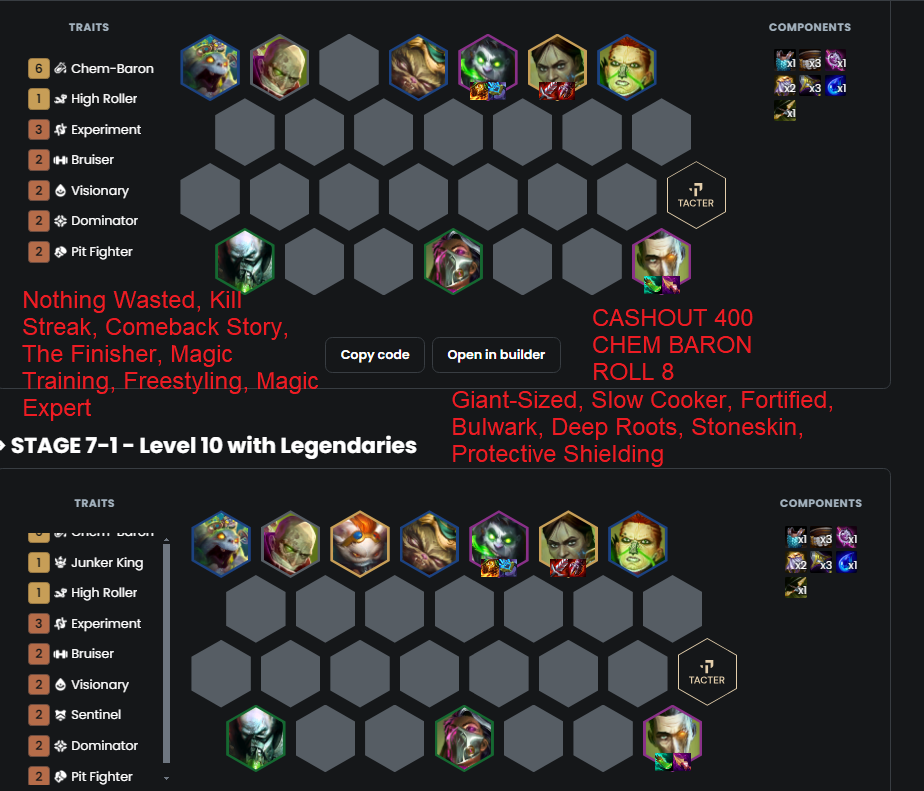 TRAITS
COMPONENTS
6 Chem-Baron
1 High Roller
3 Experiment
2 Bruiser
2 Visionary
2 Dominator
2 Pit Fighter
x1 x3 x1
x2 x3 x1
x1
TACTER
Nothing Wasted, Kill
Streak, Comeback Story,
The Finisher, Magic
Training, Freestyling, Magic
Expert
Copy code
Open in builder
CASHOUT 400
CHEM BARON
ROLL 8
Giant-Sized, Slow Cooker, Fortified,
Bulwark, Deep Roots, Stoneskin,
Protective Shielding
STAGE 7-1 - Level 10 with Legendaries
TRAITS
COMPONENTS
Chem-Baron
1 Junker King
1 High Roller
3 Experiment
2 Bruiser
2 Visionary
2 Sentinel
2 Dominator
2 Pit Fighter
x1 x3 x1
x2 x3 x1
x1
TACTER